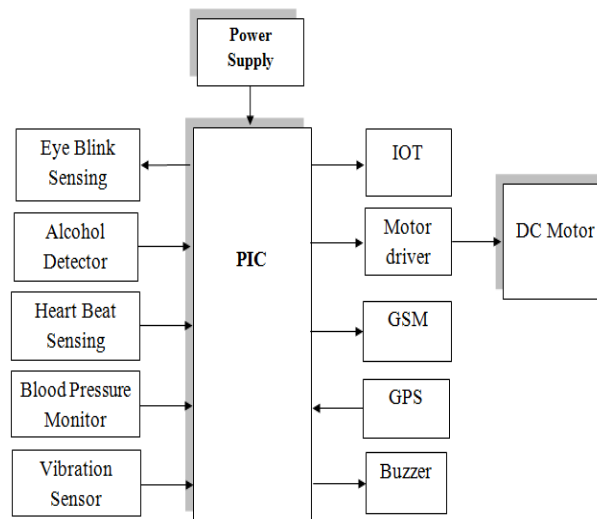 Power
Supply
Eye Blink
Sensing
Alcohol
Detector
Heart Beat
Sensing
Blood Pressure
Monitor
Vibration
Sensor
PIC
IOT
Motor
driver
GSM
GPS
Buzzer
DC Motor